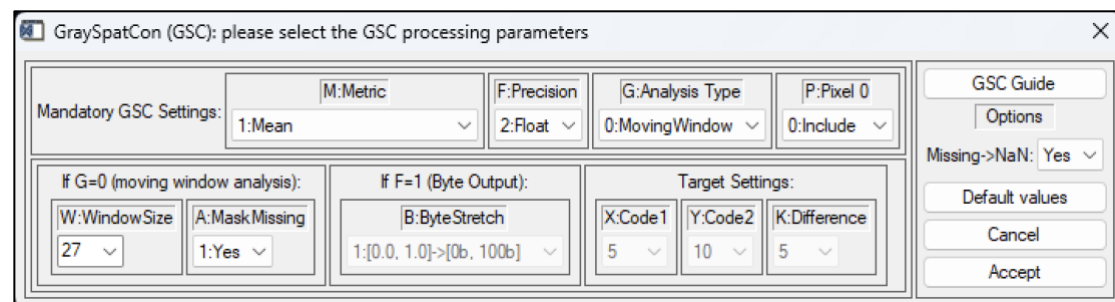 GraySpatCon (GSC): please select the GSC processing parameters
Mandatory GSC Settings:
M:Metric
1:Mean
F:Precision
2:Float
G:Analysis Type
0:MovingWindow
P:Pixel 0
0:Include
If G=0 (moving window analysis):
W:WindowSize
27
A:MaskMissing
1:Yes
If F=1 (Byte Output):
B:ByteStretch
1:[0.0, 1.0]->[0b, 100b]
Target Settings:
X:Code1
5
Y:Code2
10
K:Difference
5
GSC Guide
Options
Missing->NaN: Yes
Default values
Cancel
Accept